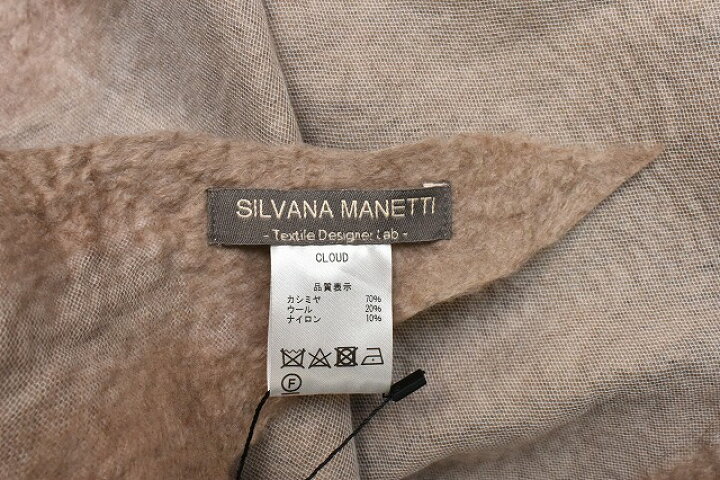 SILVANA MANETTI
- Textile Designer Lab -
CLOUD
品質表示
カシミヤ 70%
ウール 20%
ナイロン 10%
F